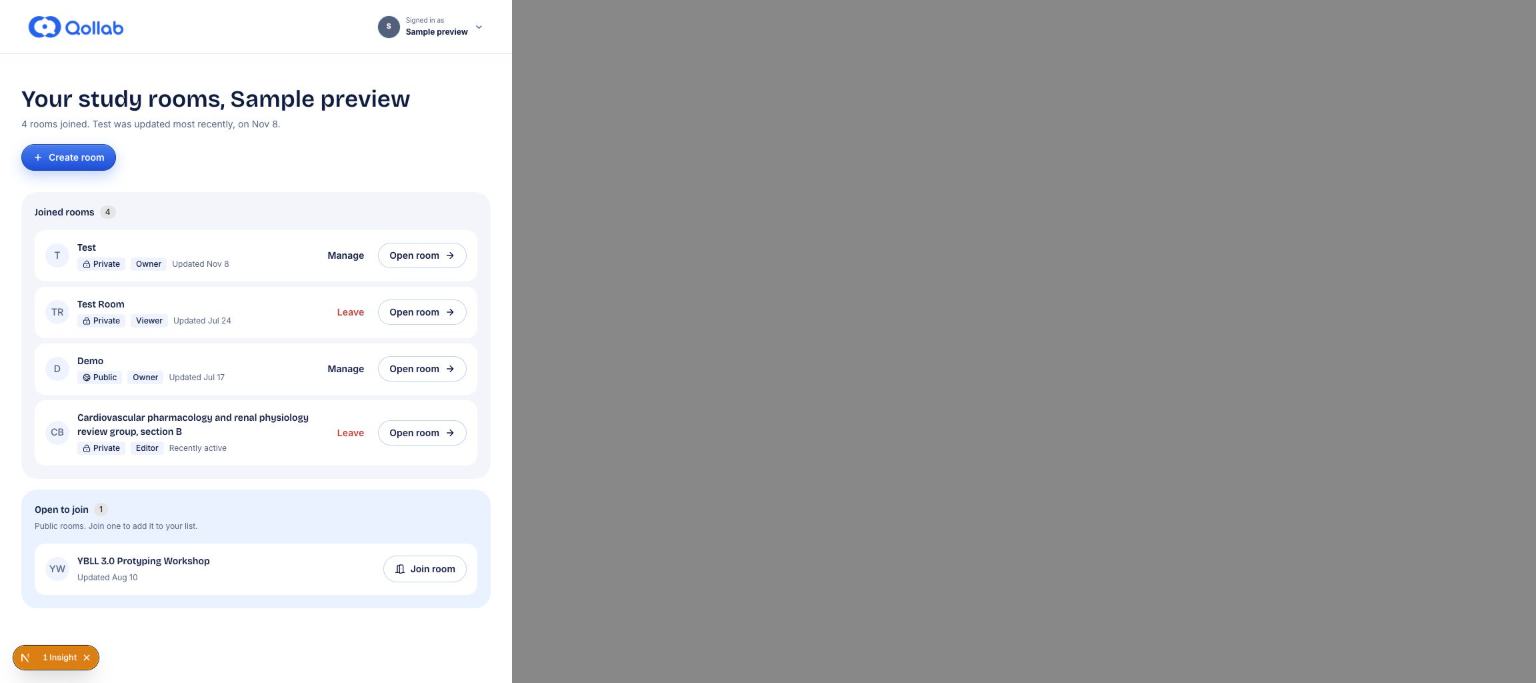 Qollab
S
Signed in as
Sample preview
Your study rooms, Sample preview
4 rooms joined. Test was updated most recently, on Nov 8.
+ Create room
Joined rooms 4
T
Test
Private Owner Updated Nov 8
Manage
Open room →
TR
Test Room
Private Viewer Updated Jul 24
Leave
Open room →
D
Demo
Public Owner Updated Jul 17
Manage
Open room →
CB
Cardiovascular pharmacology and renal physiology
review group, section B
Private Editor Recently active
Leave
Open room →
Open to join 1
Public rooms. Join one to add it to your list.
YW
YBLL 3.0 Protyping Workshop
Updated Aug 10
Join room
N 1 Insight ×